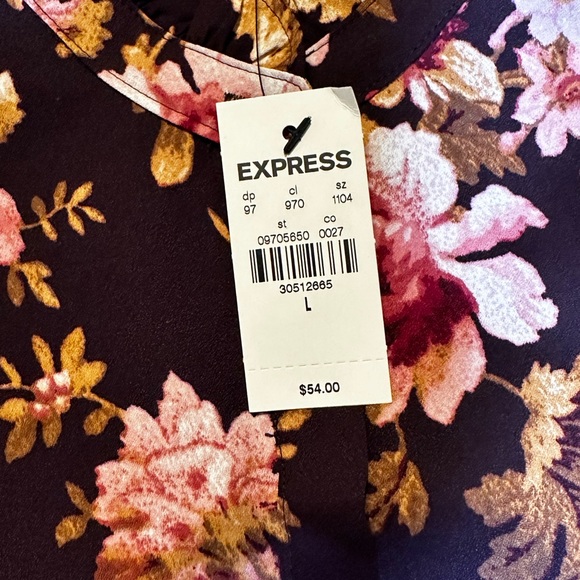 EXPRESS
dp cl sz
97 970 1104
st co
09705650 0027
30512665
L
$54.00